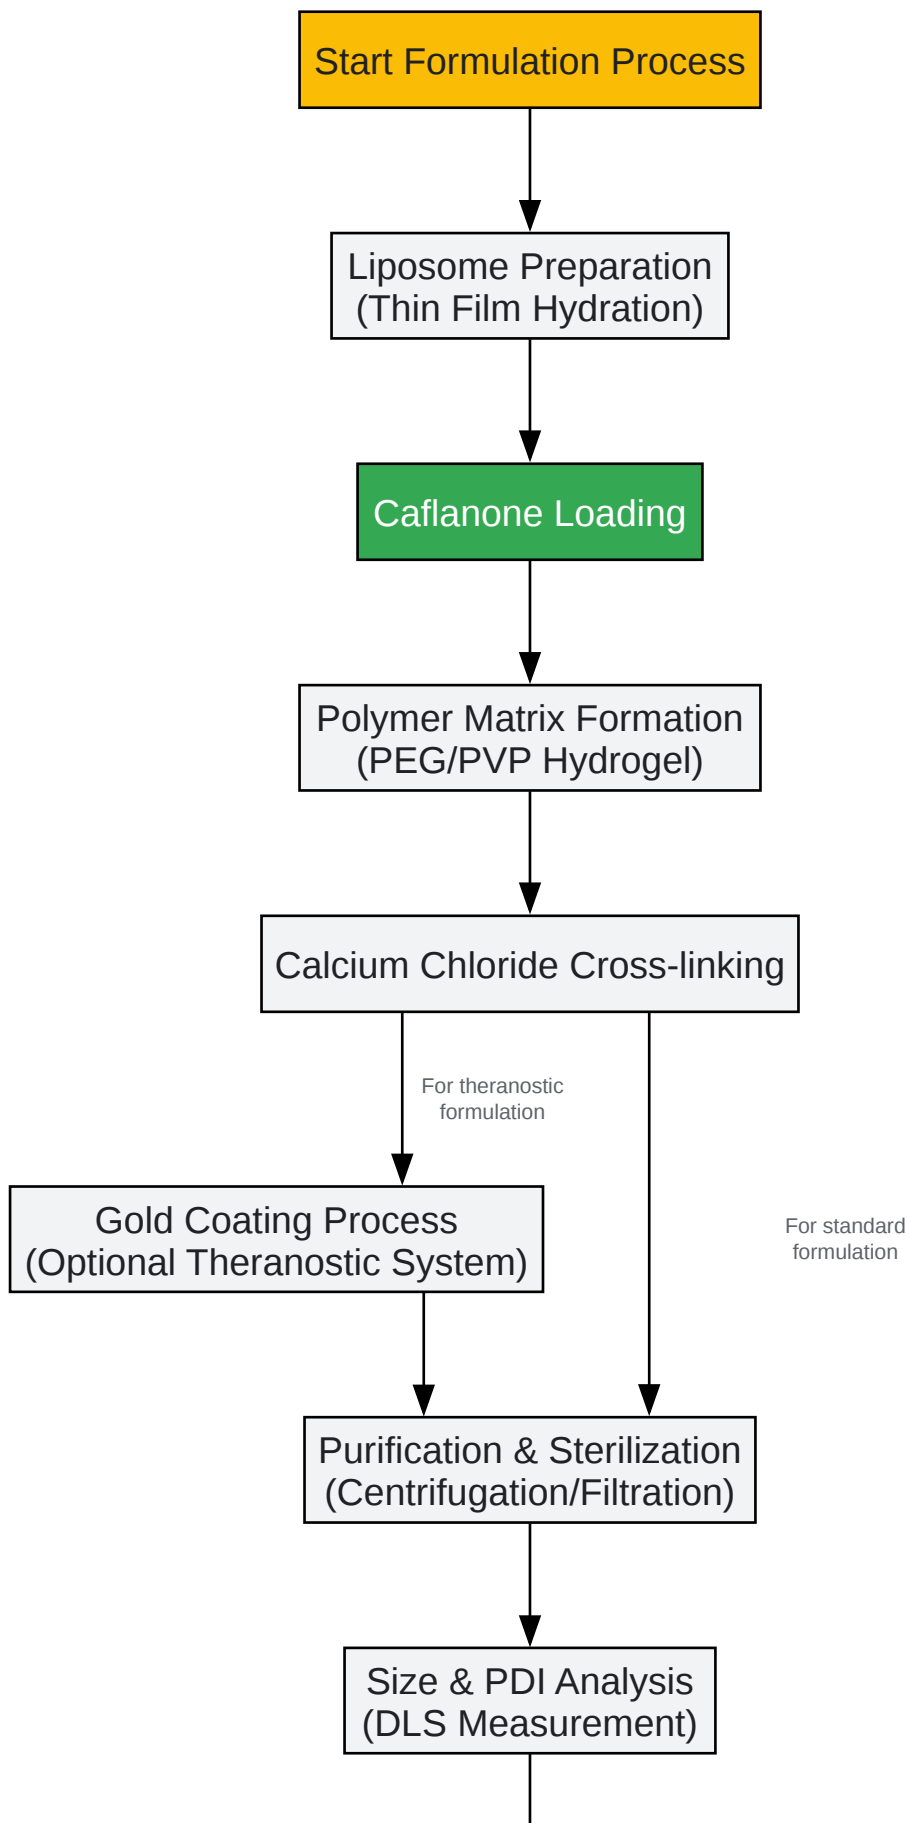 Start Formulation Process
Liposome Preparation
(Thin Film Hydration)
Caflanone Loading
Polymer Matrix Formation
(PEG/PVP Hydrogel)
Calcium Chloride Cross-linking
For theranostic
formulation
Gold Coating Process
(Optional Theranostic System)
For standard
formulation
Purification & Sterilization
(Centrifugation/Filtration)
Size & PDI Analysis
(DLS Measurement)